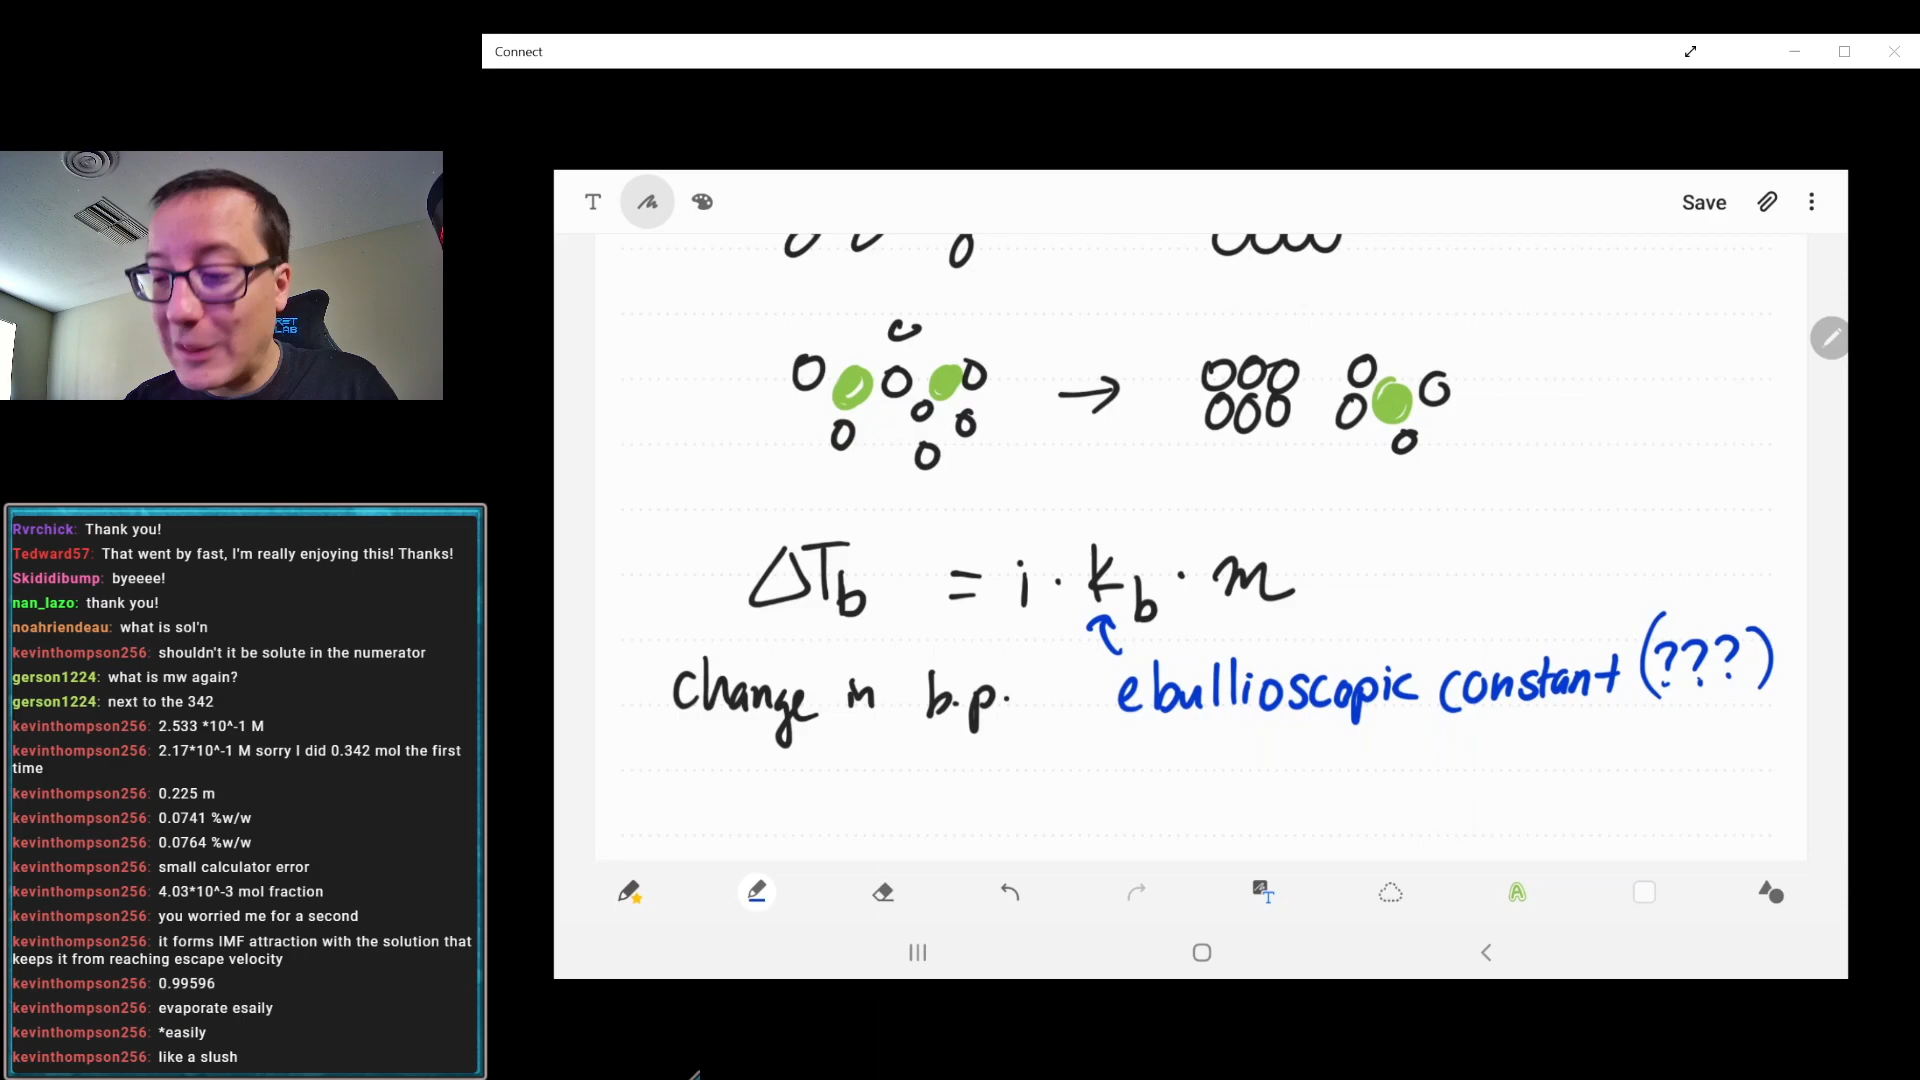 Connect
T
Save
ΔTb = i · kb · m
change in b.p.
ebullioscopic constant (???)
RET
LAB
Rvrchick: Thank you!
Tedward57: That went by fast, I'm really enjoying this! Thanks!
Skididibump: byeeee!
nan_lazo: thank you!
noahriendeau: what is sol'n
kevinthompson256: shouldn't it be solute in the numerator
gerson1224: what is mw again?
gerson1224: next to the 342
kevinthompson256: 2.533 *10^-1 M
kevinthompson256: 2.17*10^-1 M sorry I did 0.342 mol the first
time
kevinthompson256: 0.225 m
kevinthompson256: 0.0741 %w/w
kevinthompson256: 0.0764 %w/w
kevinthompson256: small calculator error
kevinthompson256: 4.03*10^-3 mol fraction
kevinthompson256: you worried me for a second
kevinthompson256: it forms IMF attraction with the solution that
keeps it from reaching escape velocity
kevinthompson256: 0.99596
kevinthompson256: evaporate esaily
kevinthompson256: *easily
kevinthompson256: like a slush